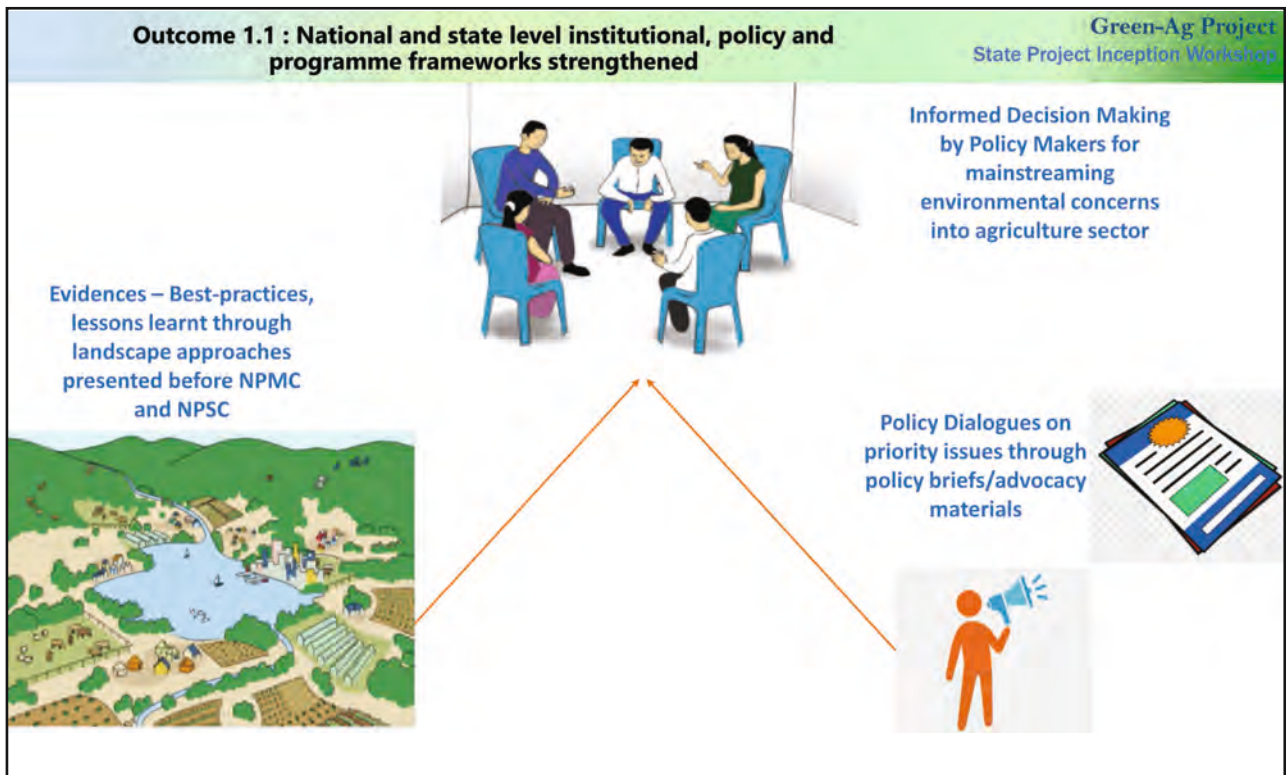 Outcome 1.1 : National and state level institutional, policy and
programme frameworks strengthened
Green-Ag Project
State Project Inception Workshop
Informed Decision Making
by Policy Makers for
mainstreaming
environmental concerns
into agriculture sector
Evidences – Best-practices,
lessons learnt through
landscape approaches
presented before NPMC
and NPSC
Policy Dialogues on
priority issues through
policy briefs/advocacy
materials